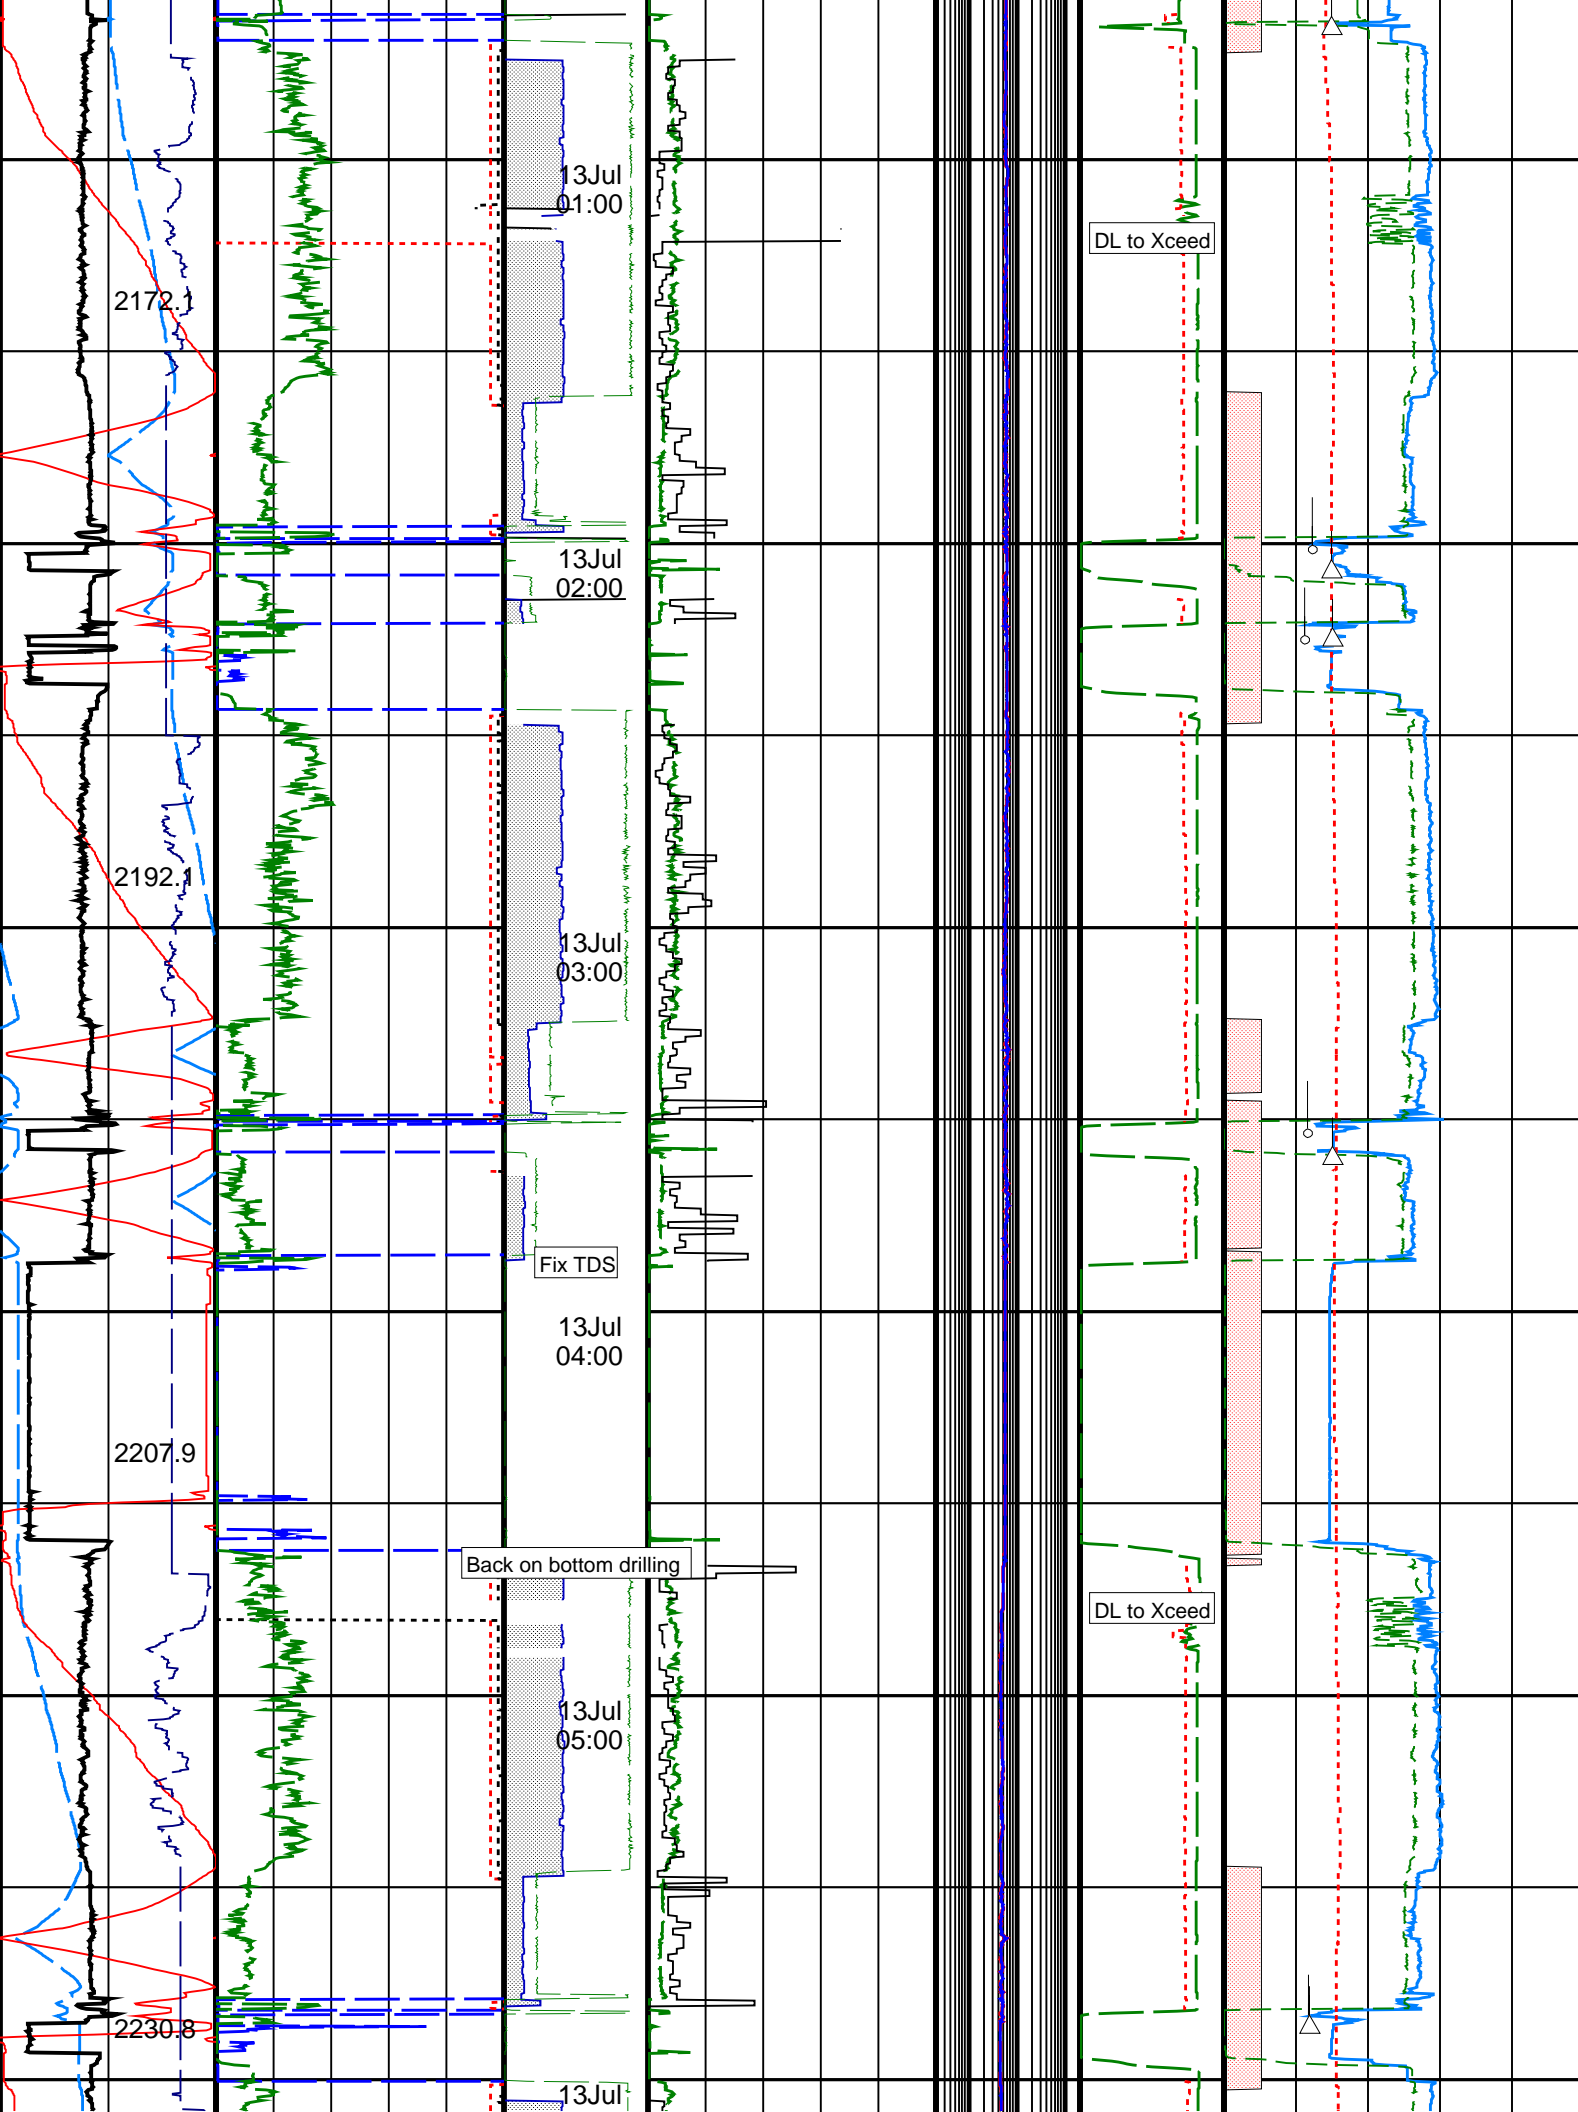 13Jul
01:00
DL to Xceed
2172.1
13Jul
02:00
2192.1
13Jul
03:00
Fix TDS
13Jul
04:00
2207.9
Back on bottom drilling
DL to Xceed
13Jul
05:00
2230.8
13Jul